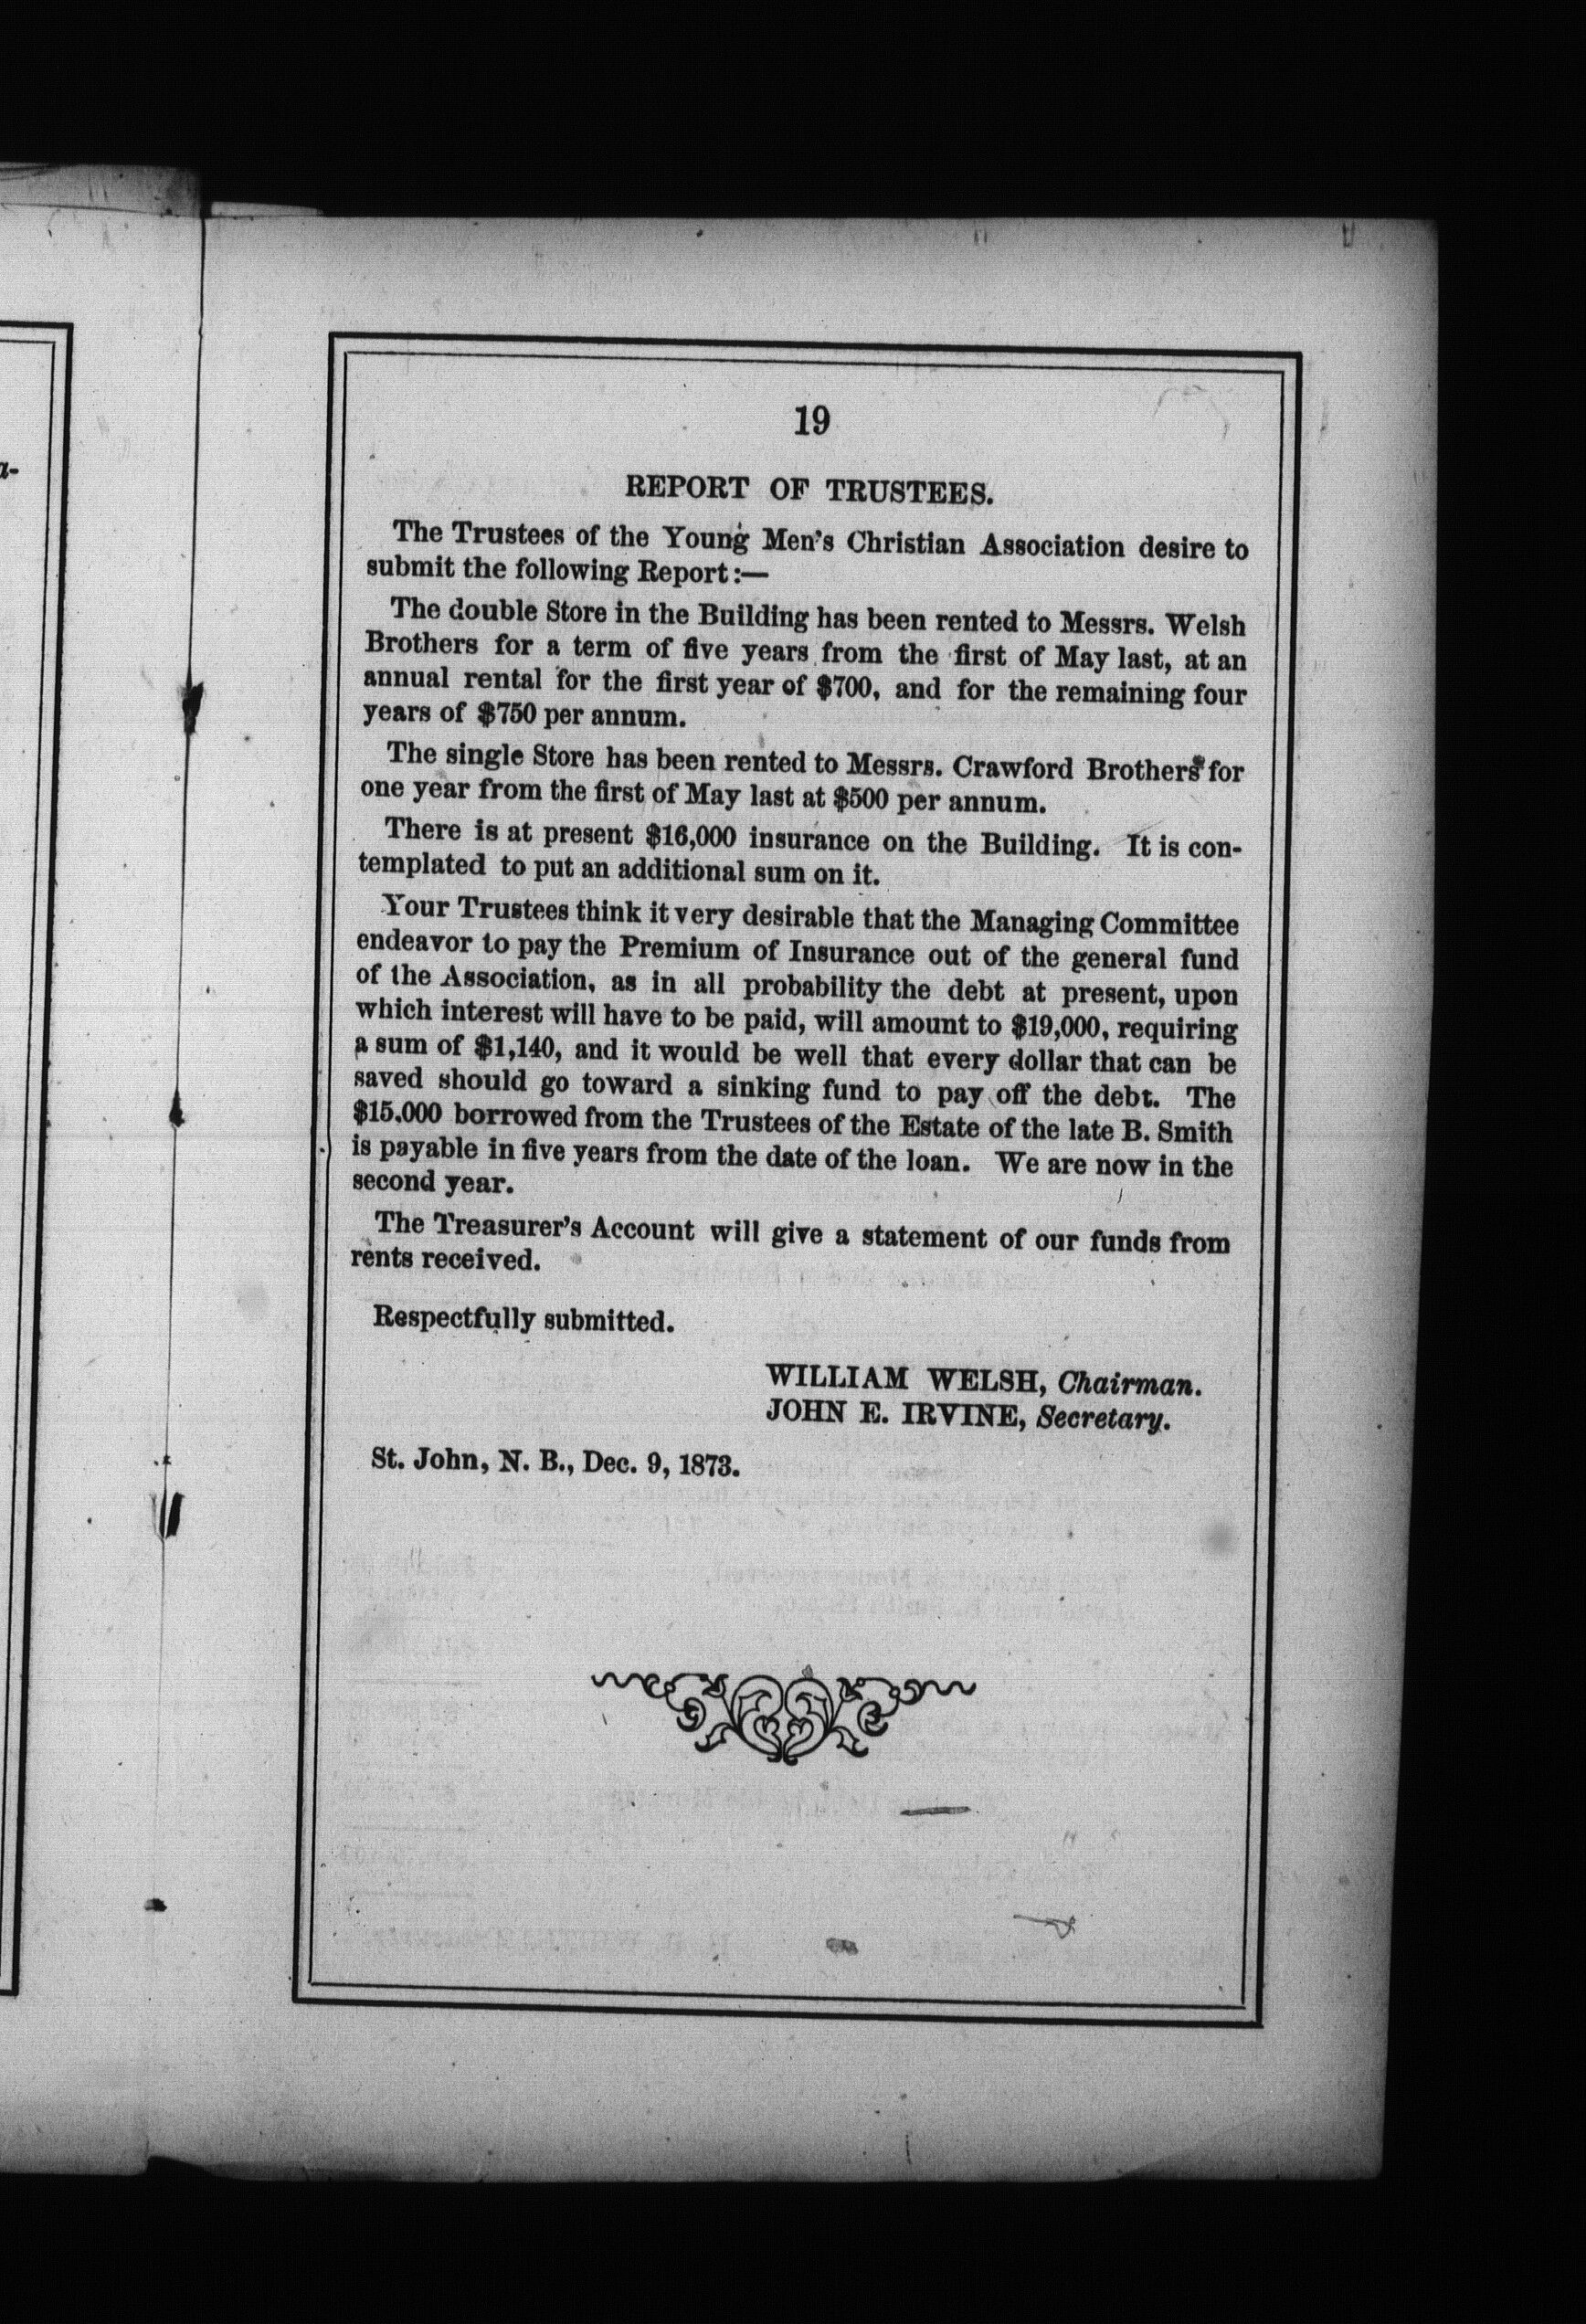 19
REPORT OF TRUSTEES.
The Trustees of the Young Men's Christian Association desire to
submit the following Report:—
The double Store in the Building has been rented to Messrs. Welsh
Brothers for a term of five years from the first of May last, at an
annual rental for the first year of $700, and for the remaining four
years of $750 per annum.
The single Store has been rented to Messrs. Crawford Brothers for
one year from the first of May last at $500 per annum.
There is at present $16,000 insurance on the Building. It is con-
templated to put an additional sum on it.
Your Trustees think it very desirable that the Managing Committee
endeavor to pay the Premium of Insurance out of the general fund
of the Association, as in all probability the debt at present, upon
which interest will have to be paid, will amount to $19,000, requiring
a sum of $1,140, and it would be well that every dollar that can be
saved should go toward a sinking fund to pay off the debt. The
$15.000 borrowed from the Trustees of the Estate of the late B. Smith
is payable in five years from the date of the loan. We are now in the
second year.
The Treasurer's Account will give a statement of our funds from
rents received.
Respectfully submitted.
WILLIAM WELSH, Chairman.
JOHN E. IRVINE, Secretary.
St. John, N. B., Dec. 9, 1873.